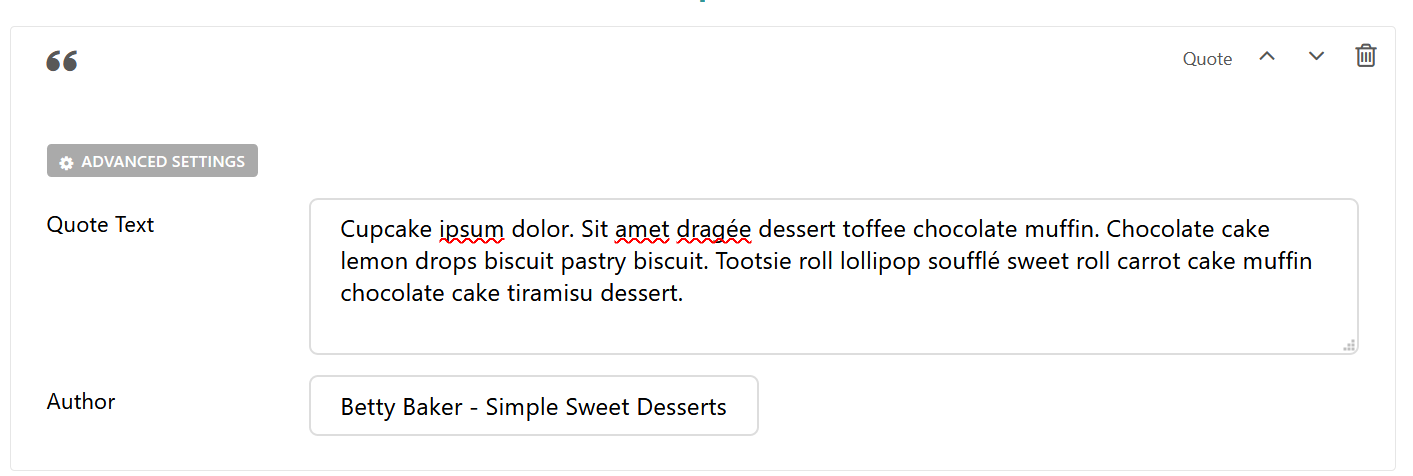 Quote
ADVANCED SETTINGS
Quote Text
Cupcake ipsum dolor. Sit amet dragée dessert toffee chocolate muffin. Chocolate cake
lemon drops biscuit pastry biscuit. Tootsie roll lollipop soufflé sweet roll carrot cake muffin
chocolate cake tiramisu dessert.
Author
Betty Baker - Simple Sweet Desserts